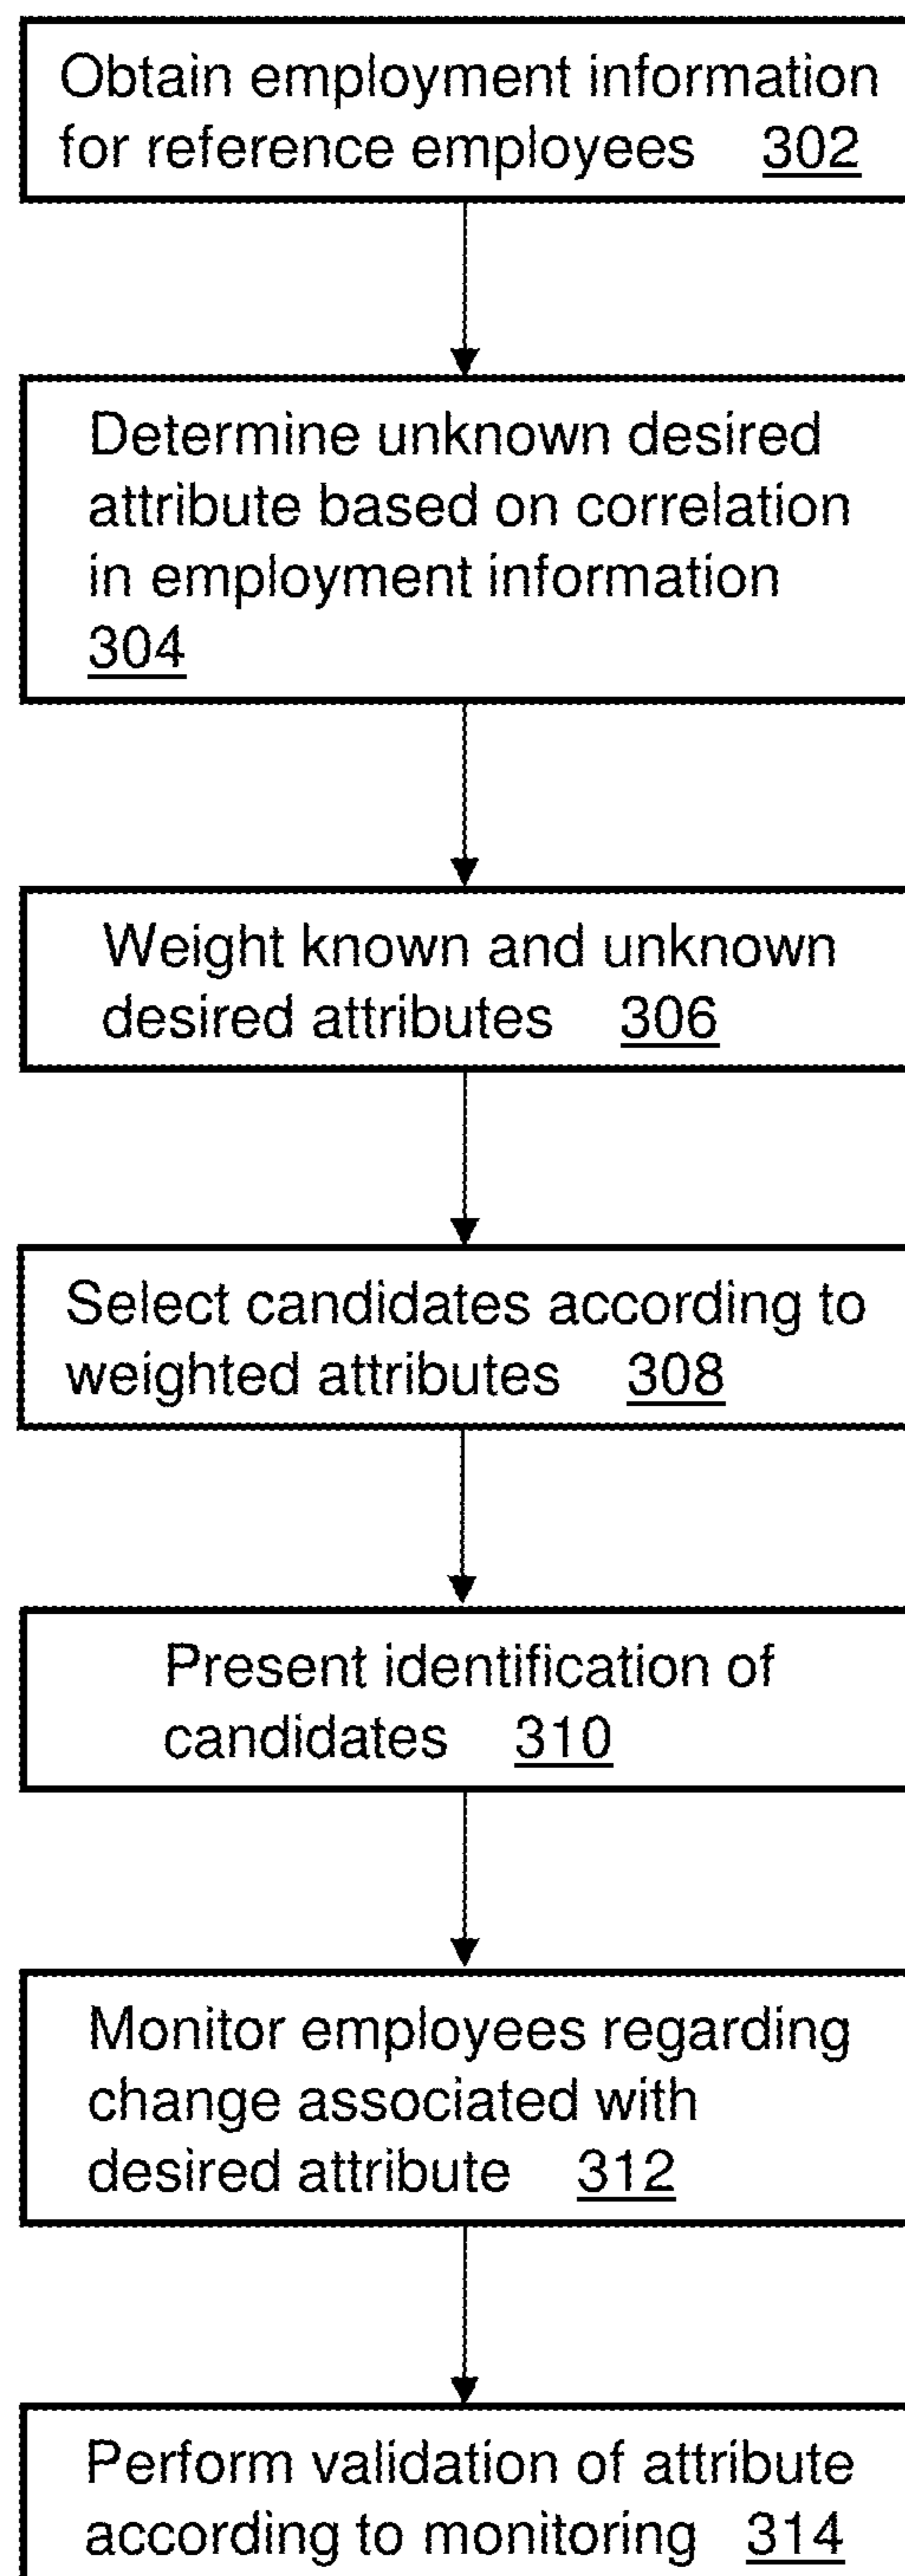 Obtain employment information
for reference employees 302
Determine unknown desired
attribute based on correlation
in employment information
304
Weight known and unknown
desired attributes 306
Select candidates according to
weighted attributes 308
Present identification of
candidates 310
Monitor employees regarding
change associated with
desired attribute 312
Perform validation of attribute
according to monitoring 314